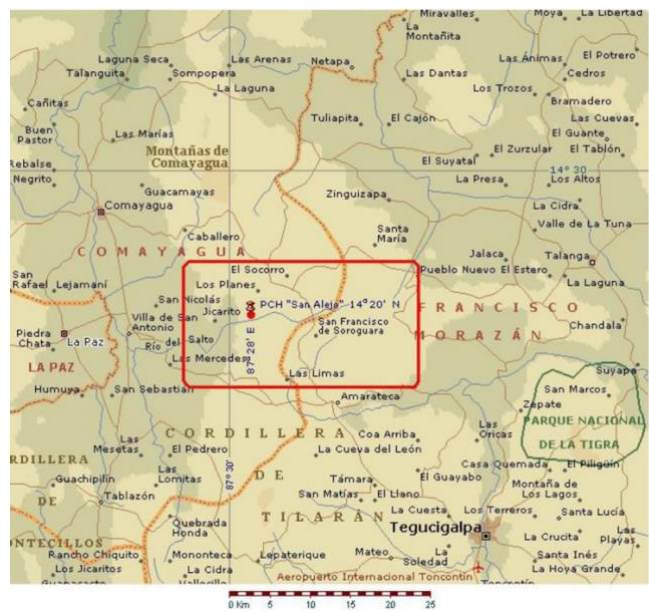 Miravalles
Moya
La Libertad
La
Montañita
Laguna Seca
Las Arenas
Netapa
Las Ánimas
El Potrero
Talanguita
Sompopera
Las Dantas
Cedros
La Laguna
Los Trozos
Bramadero
Cañitas
Tuliapita
El Cajón
Las Cuevas
Buen
Pastor
Las Marías
El Guante
Montañas de
Comayagua
El Zurzular
El Tablón
Rebalse
El Suyatal
14° 30
Negrito
La Presa
Los Altos
Guacamayas
Zinguizapa
Comayagua
La Cidra
Santa
María
Valle de La Tuna
Caballero
COMAYAGUA
Jalaca
Talanga
San
Rafael
Lejamaní
El Socorro
Pueblo Nuevo
El Estero
Los Planes
La Laguna
San Nicolás
PCH "San Alejo" 14°20' N
FRANCISCO
MORAZÁN
Jicarito
Villa de San
Antonio
San Francisco
de Soroguara
Chandala
Piedra
Chata
La Paz
Río del Salto
87°28' E
LA PAZ
Las Mercedes
Las Limas
Suyapa
Humuya
San Sebastian
San Marcos
Amarateca
Zepate
PARQUE NACIONAL
DE LA TIGRA
CORDILLERA
DE
TILARÁN
Coa Arriba
Las
Oricas
Las
Mesetas
El Pedrero
La Cueva del León
RDILLERA
DE
ONTECILLOS
Casa Quemada
El Piligüín
Guachipilin
Las
Lomitas
87° 30
Támara
El Guayabo
Montaña de
Los Lagos
Tablazón
San Matías
El Llano
La Cuesta
Los Terreros
Santa Lucía
Quebrada
Honda
Tegucigalpa
La Crucita
Las
Playas
Rancho Chiquito
Mononteca
Lepaterique
Mateo
La
Soledad
Santa Inés
Los Jicaritos
La Cidra
La Hoya Grande
Aeropuerto Internacional Toncontín
0 Km 5 10 15 20 25